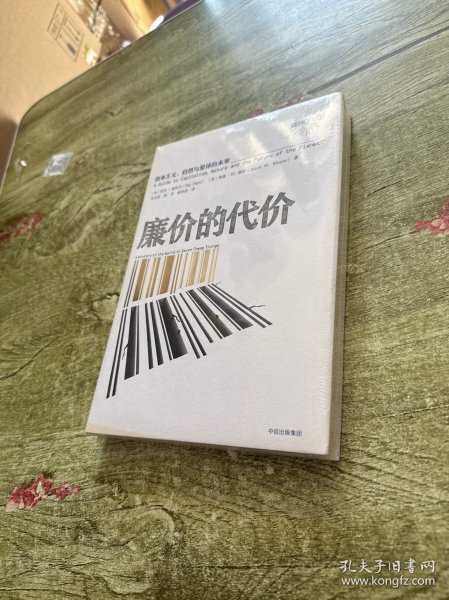 资本主义、自然与星球的未来
A Guide to Capitalism, Nature and the Future of the Planet
廉价的代价
A History of the World in Seven Cheap Things
中信出版集团
孔夫子旧书网
www.kongfz.com